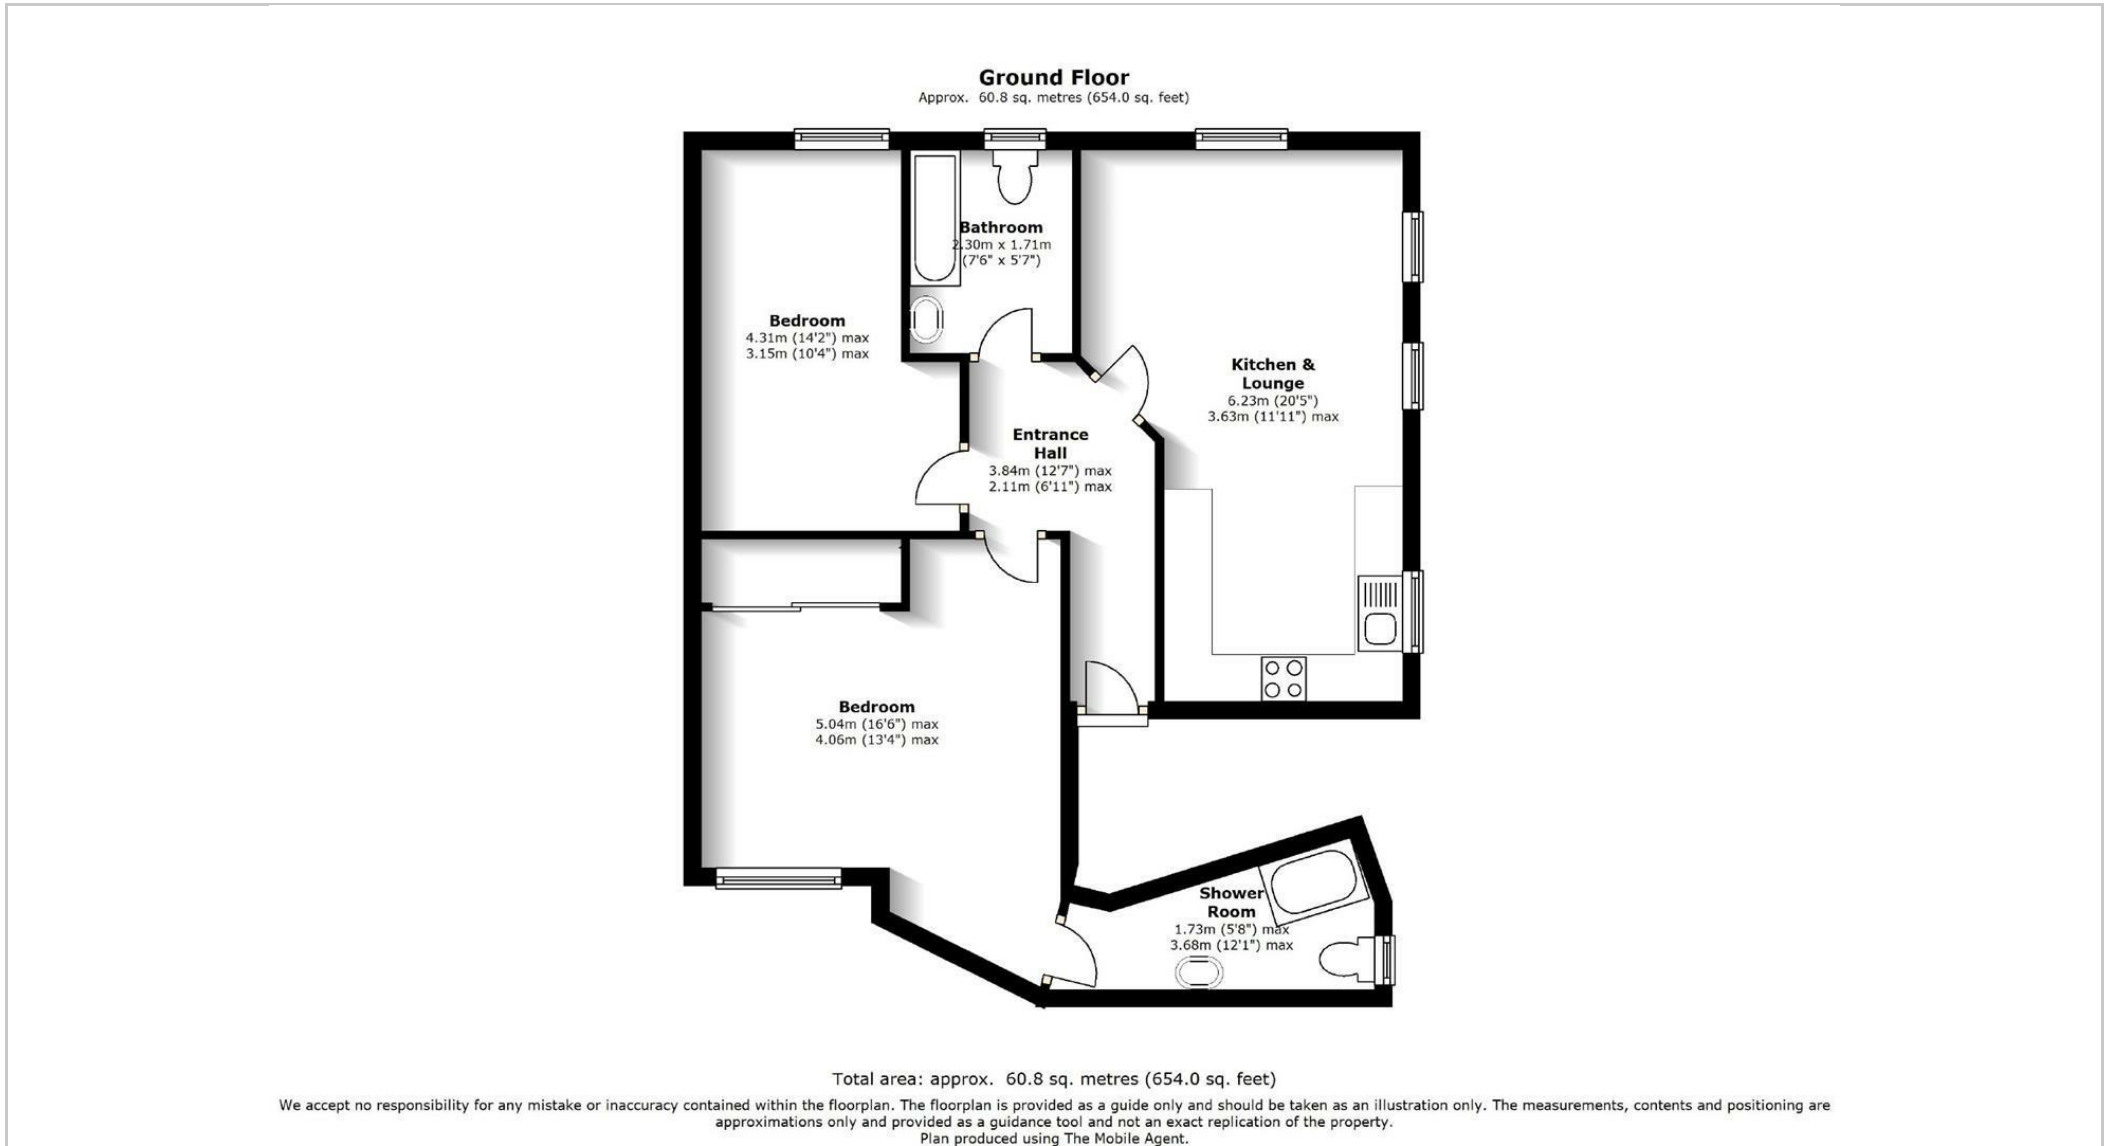 Ground Floor
Approx. 60.8 sq. metres (654.0 sq. feet)
Bathroom
2.30m x 1.71m
(7'6" x 5'7")
Bedroom
4.31m (14'2") max
3.15m (10'4") max
Kitchen &
Lounge
6.23m (20'5")
3.63m (11'11") max
Entrance
Hall
3.84m (12'7") max
2.11m (6'11") max
Bedroom
5.04m (16'6") max
4.06m (13'4") max
Shower
Room
1.73m (5'8") max
3.68m (12'1") max
Total area: approx. 60.8 sq. metres (654.0 sq. feet)
We accept no responsibility for any mistake or inaccuracy contained within the floorplan. The floorplan is provided as a guide only and should be taken as an illustration only. The measurements, contents and positioning are
approximations only and provided as a guidance tool and not an exact replication of the property.
Plan produced using The Mobile Agent.